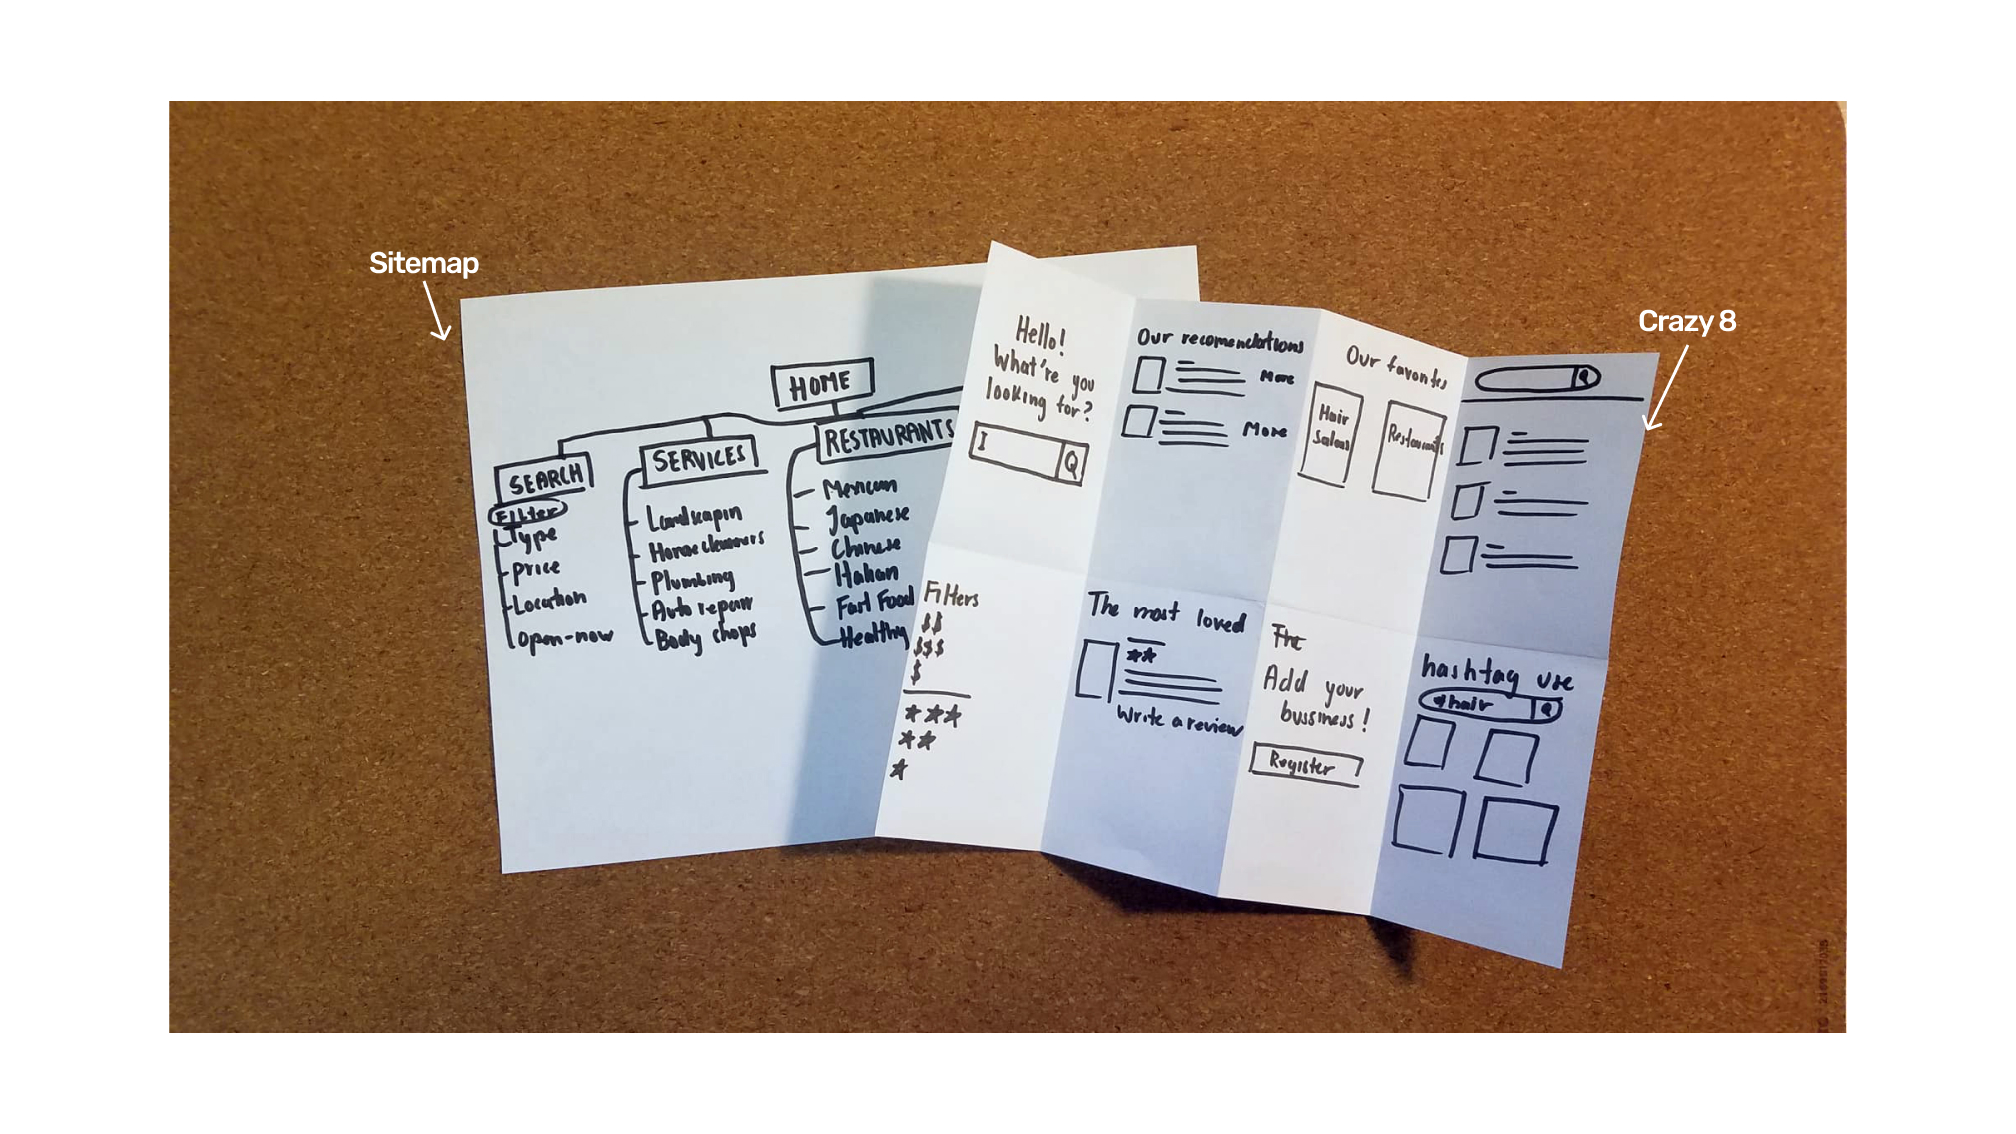 Sitemap
Crazy 8
HOME
SEARCH
Filter
Type
price
Location
Open-now
SERVICES
Landscapin
Home cleaners
Plumbing
Auto repair
Body shops
RESTAURANTS
Mexican
Japanese
Chinese
Italian
Fast Food
Healthy
Hello!
What're you
looking for?
I
Our recomendations
More
More
Our favorites
Hair
Salons
Restaurants
Filters
$$
$$$
$
★★★
★★
★
The most loved
★★
Write a review
The
Add your
bussiness!
Register
hashtag use
#hair